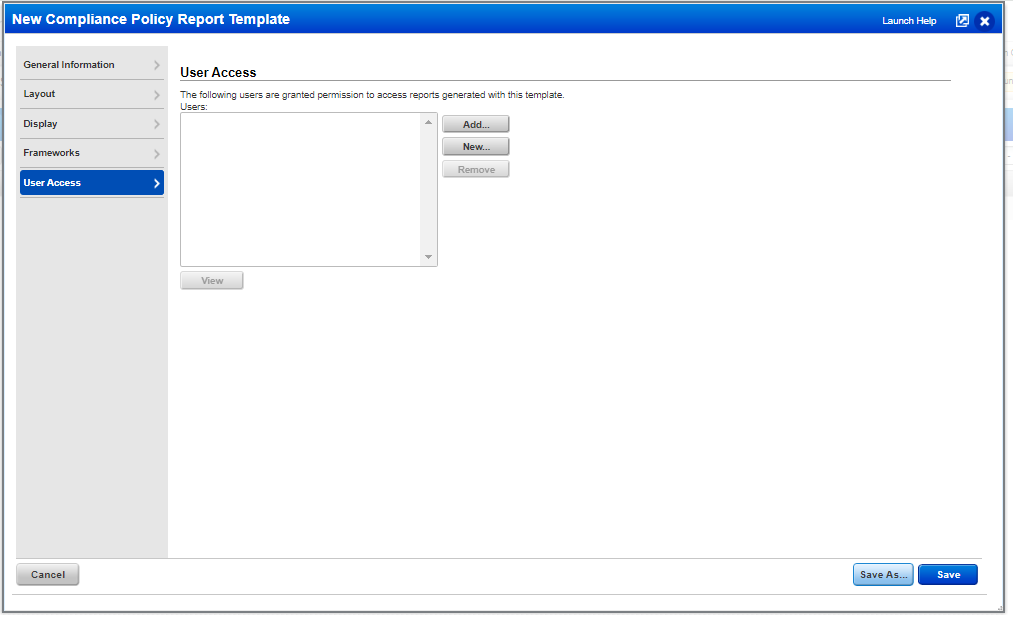 New Compliance Policy Report Template
Launch Help
General Information
Layout
Display
Frameworks
User Access
User Access
The following users are granted permission to access reports generated with this template.
Users:
Add...
New...
Remove
View
Cancel
Save As...
Save